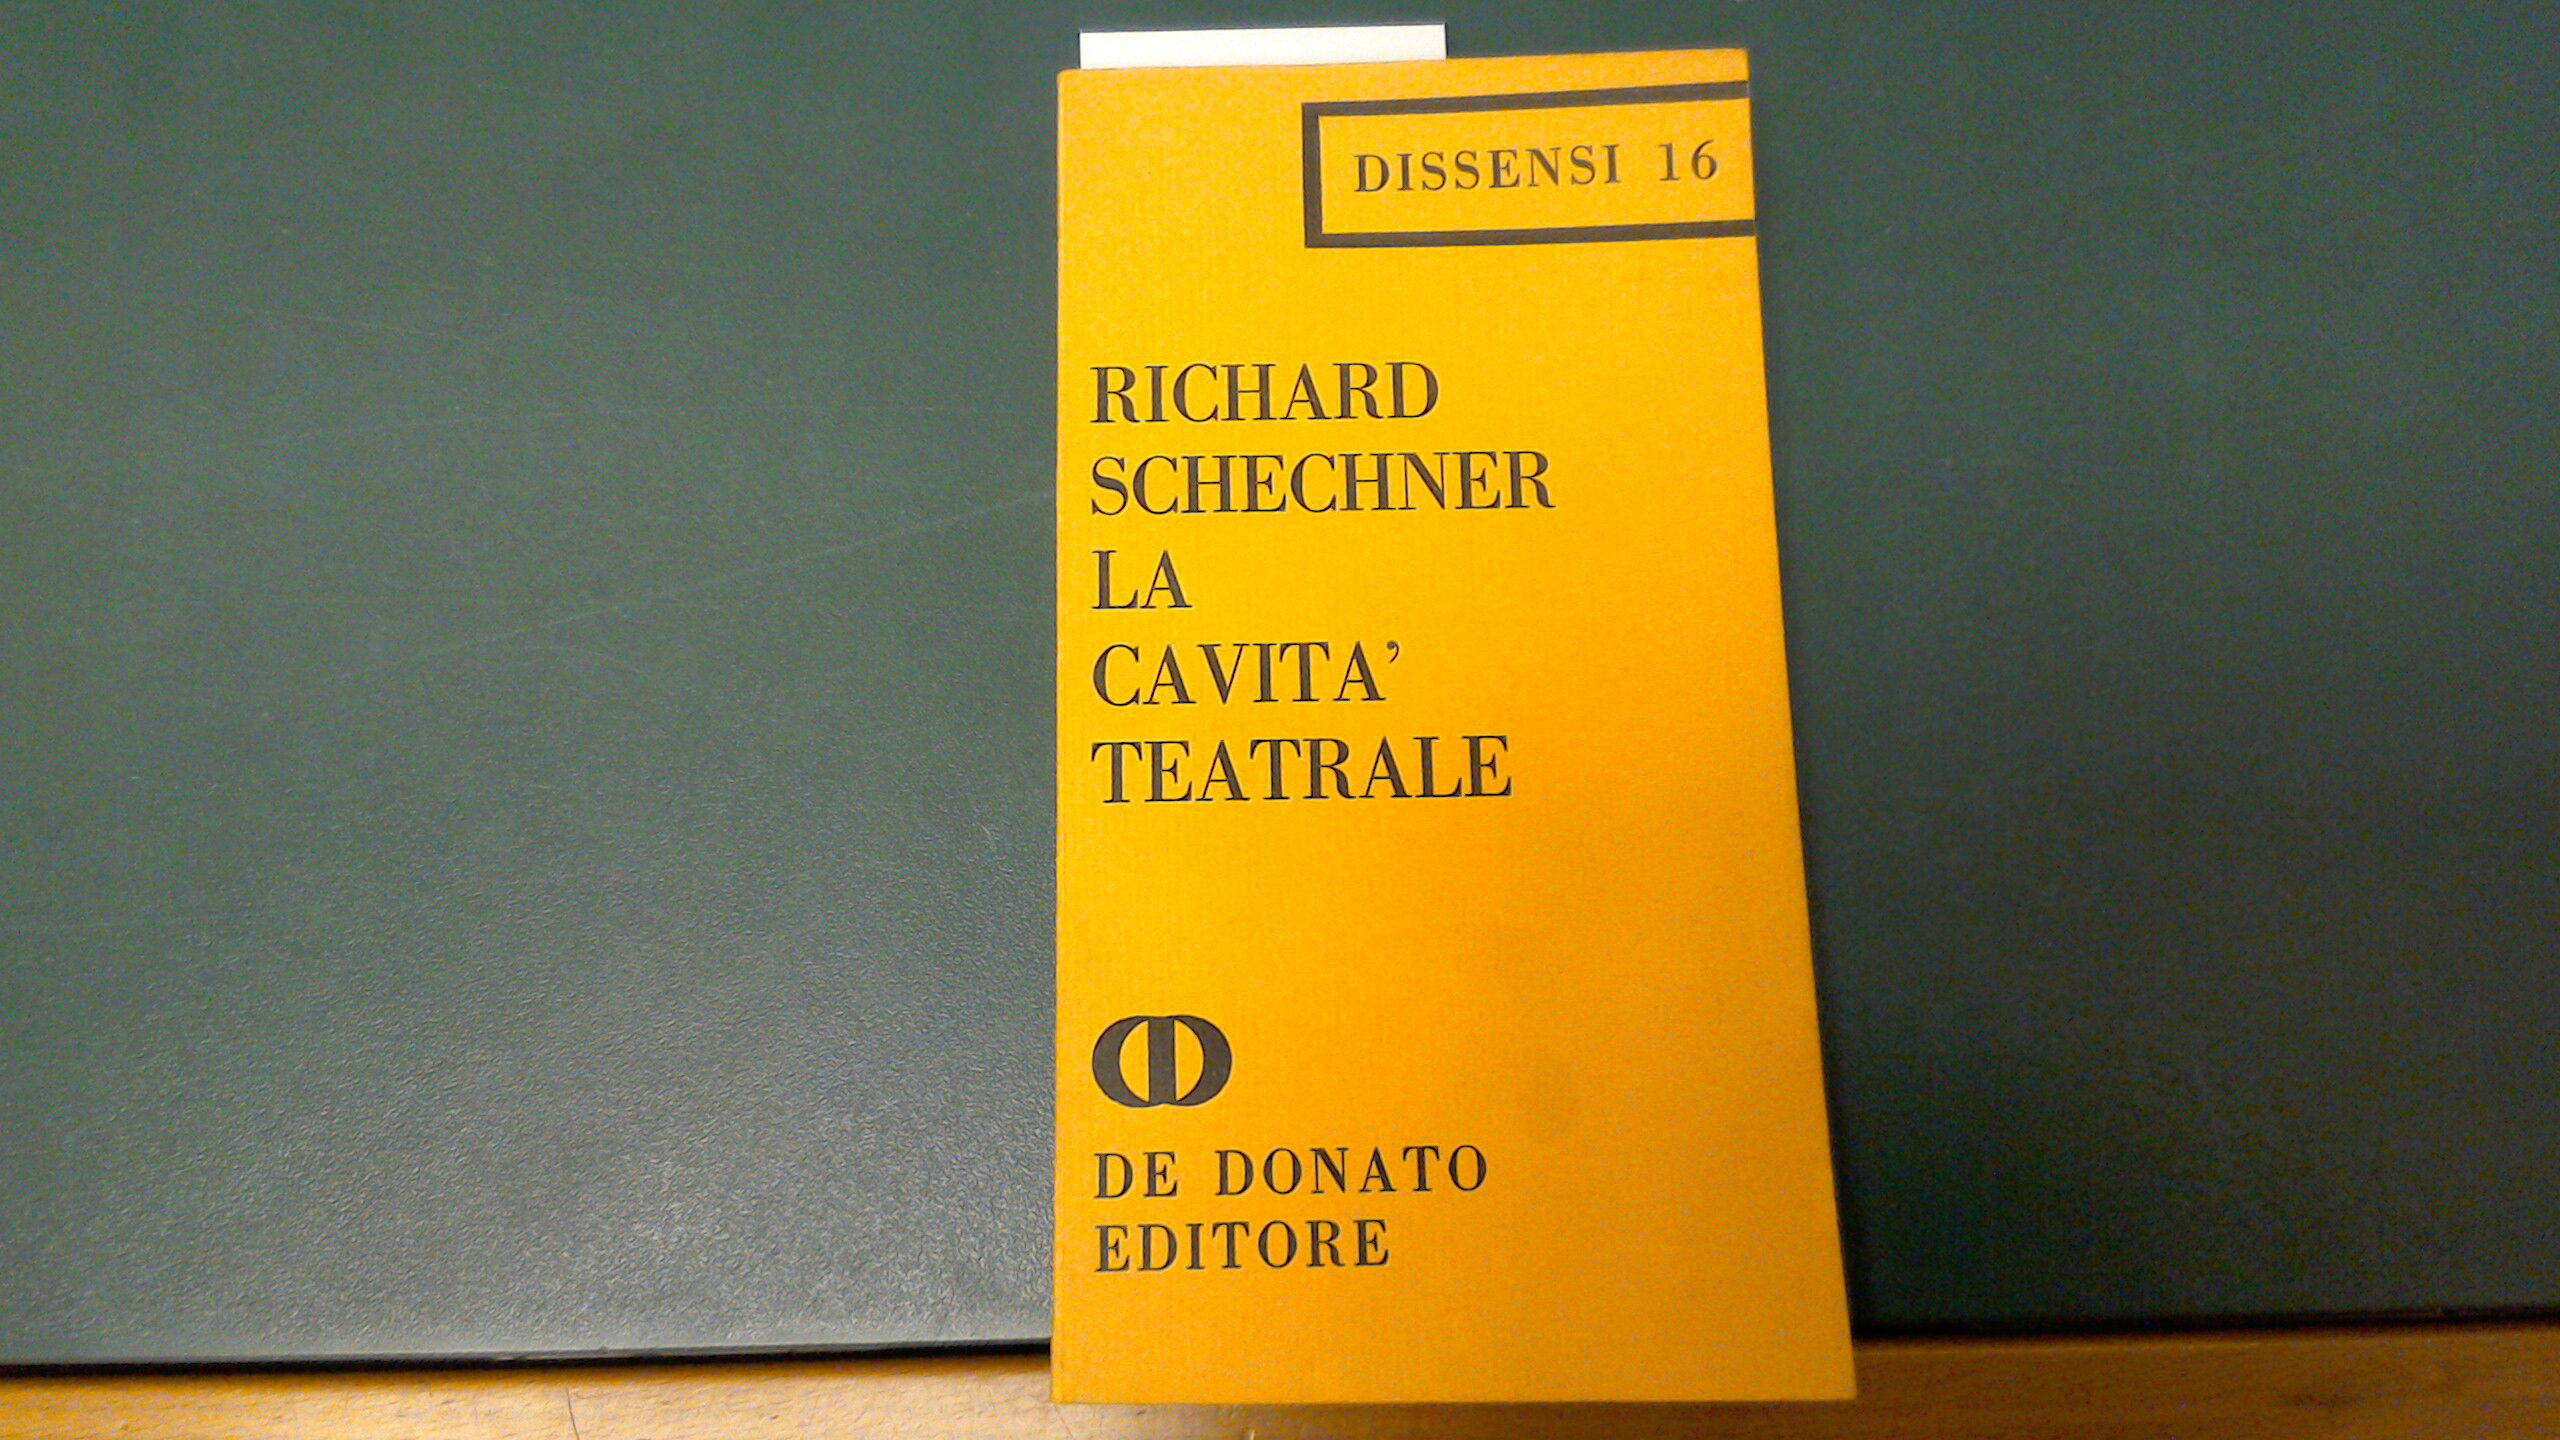 DISSENSI 16
RICHARD
SCHECHNER
LA
CAVITA'
TEATRALE
DE DONATO
EDITORE